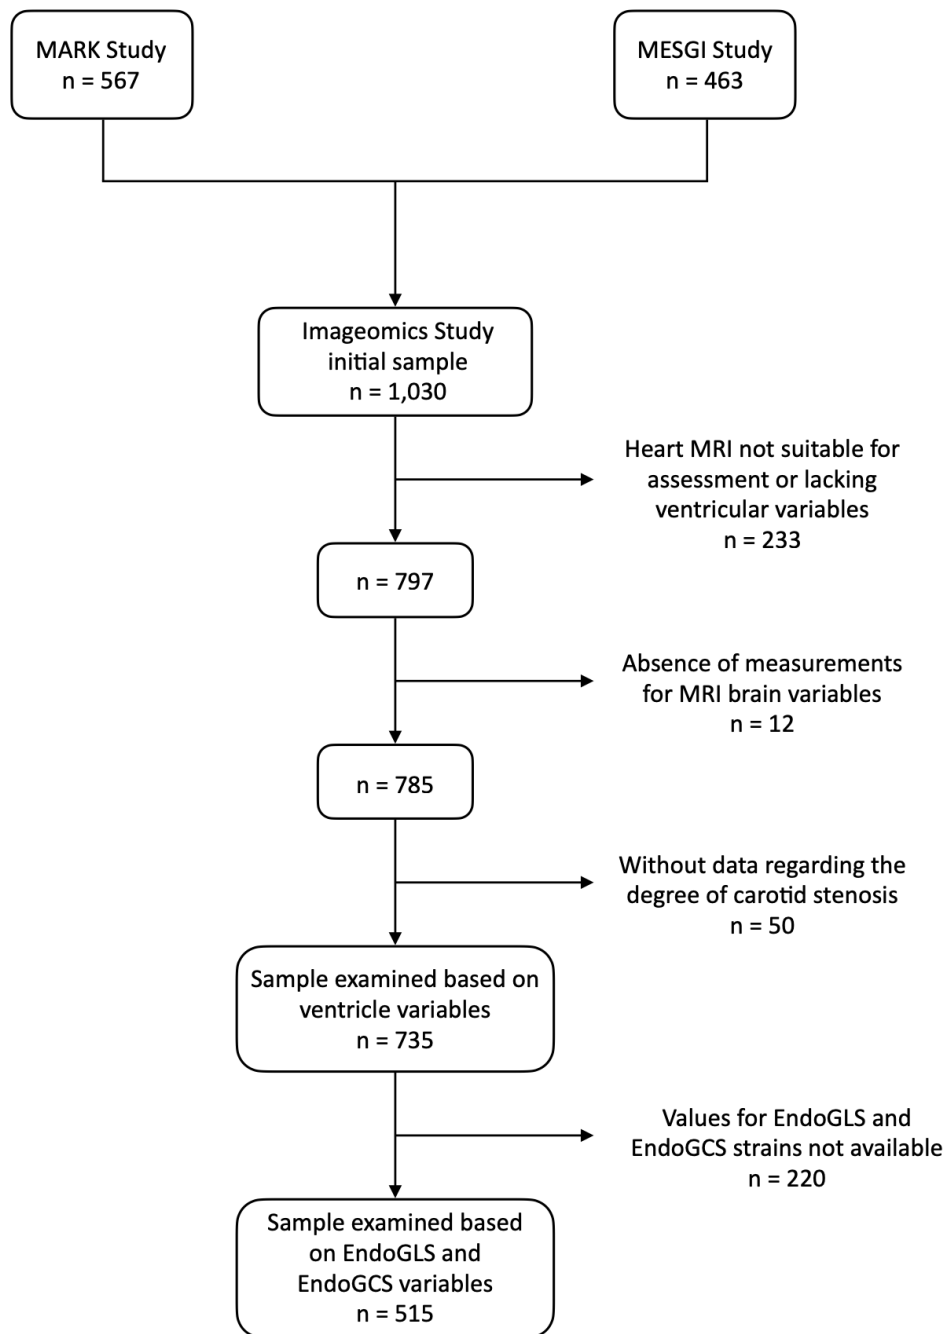 MARK Study
n = 567
MESGI Study
n = 463
Imageomics Study
initial sample
n = 1,030
Heart MRI not suitable for
assessment or lacking
ventricular variables
n = 233
n = 797
Absence of measurements
for MRI brain variables
n = 12
n = 785
Without data regarding the
degree of carotid stenosis
n = 50
Sample examined based on
ventricle variables
n = 735
Values for EndoGLS and
EndoGCS strains not available
n = 220
Sample examined based
on EndoGLS and
EndoGCS variables
n = 515